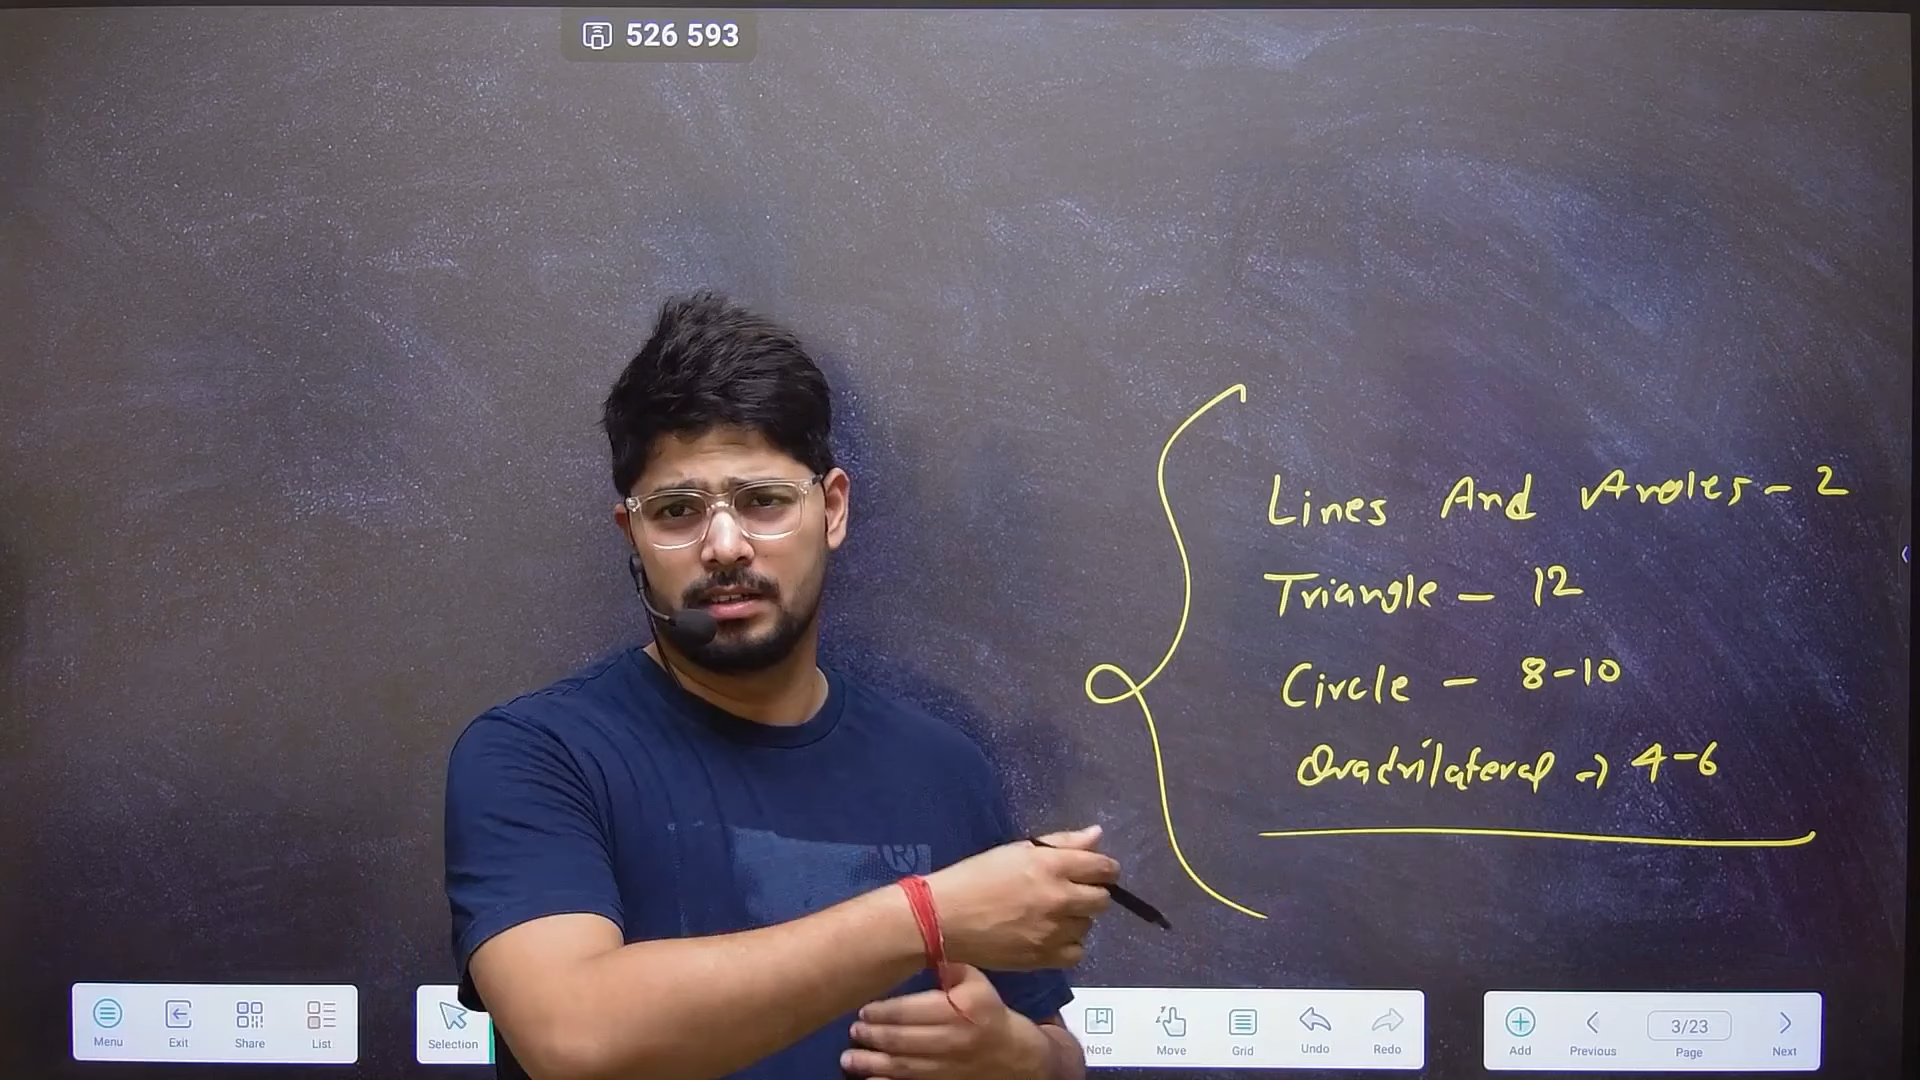 526 593
Lines And Angles - 2
Triangle - 12
Circle - 8-10
Quadrilateral → 4-6
Menu Exit Share List Selection Note Move Grid Undo Redo Add Previous 3/23 Page Next